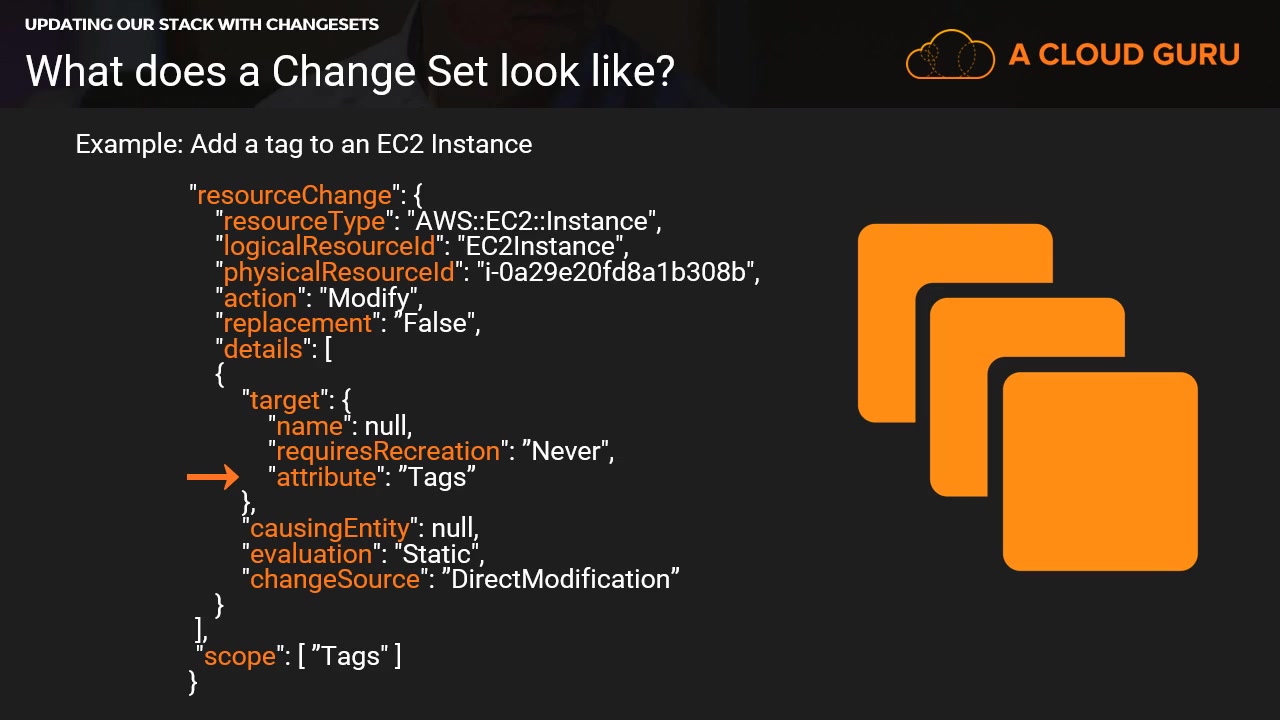 UPDATING OUR STACK WITH CHANGESETS
What does a Change Set look like?
A CLOUD GURU
Example: Add a tag to an EC2 Instance
"resourceChange": {
"resourceType": "AWS::EC2::Instance",
"logicalResourceId": "EC2Instance",
"physicalResourceId": "i-0a29e20fd8a1b308b",
"action": "Modify",
"replacement": ”False",
"details": [
{
"target": {
"name": null,
"requiresRecreation": ”Never",
"attribute": ”Tags”
},
"causingEntity": null,
"evaluation": "Static",
"changeSource": ”DirectModification”
}
],
"scope": [ ”Tags" ]
}